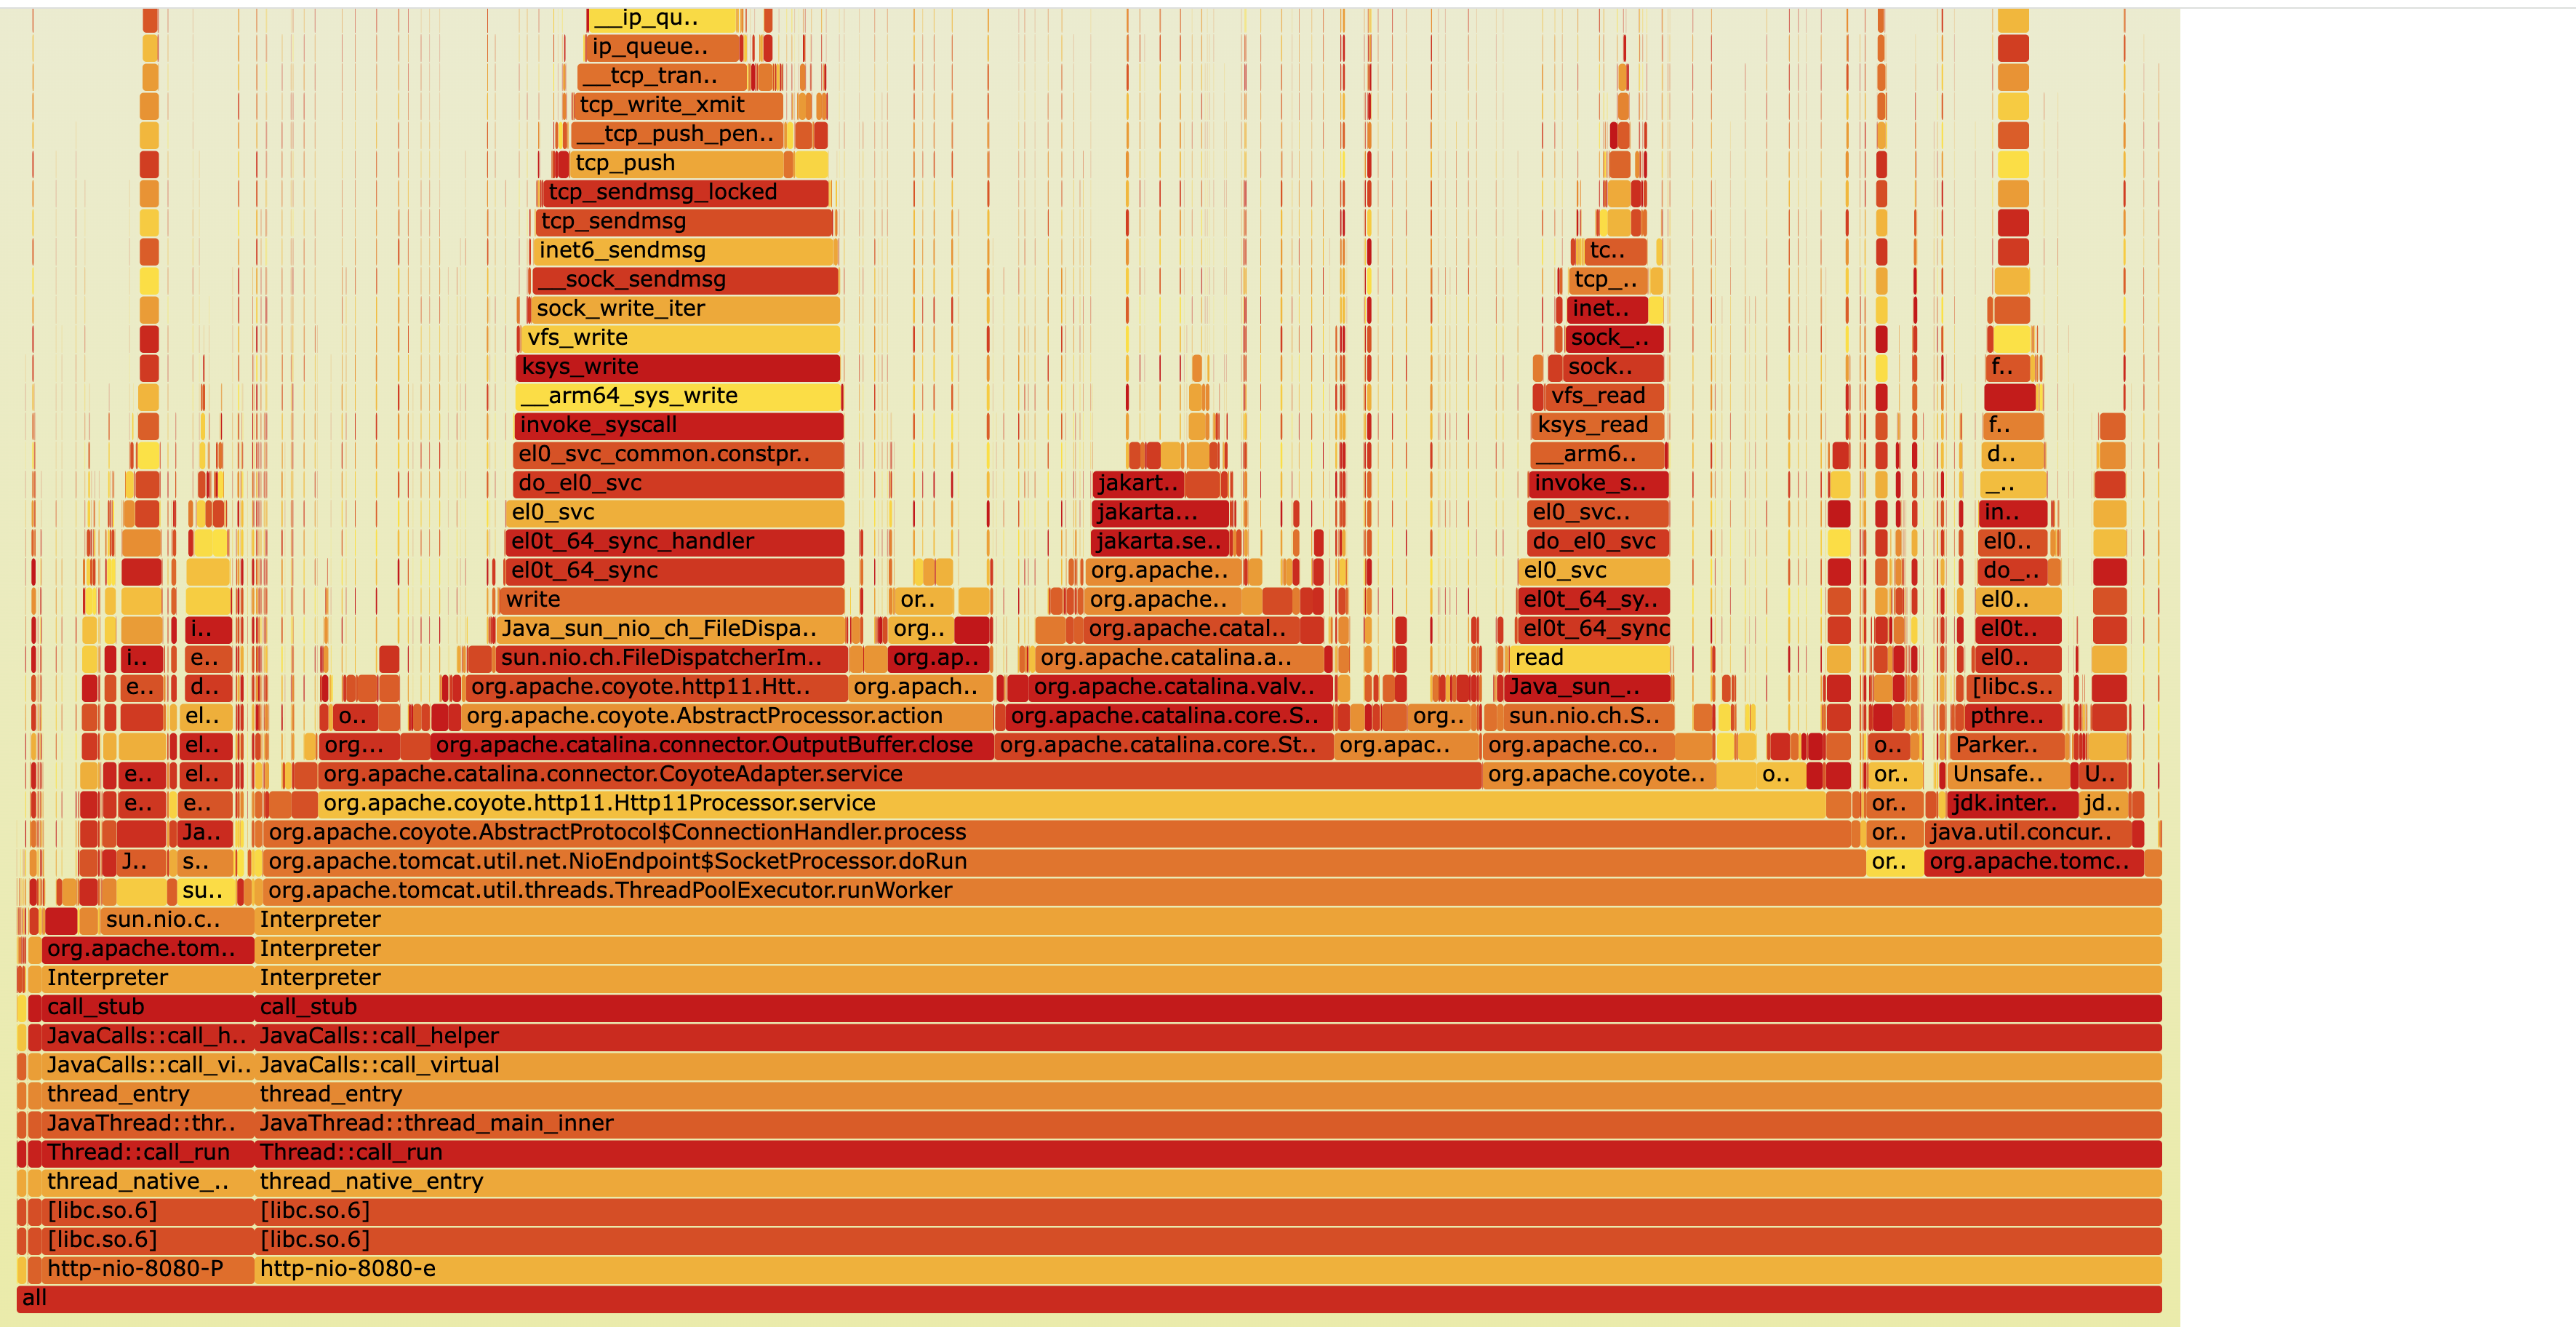 __ip_qu..
ip_queue..
__tcp_tran..
tcp_write_xmit
__tcp_push_pen..
tcp_push
tcp_sendmsg_locked
tcp_sendmsg
inet6_sendmsg tc..
__sock_sendmsg tcp_..
sock_write_iter inet..
vfs_write sock_..
ksys_write sock.. f..
__arm64_sys_write vfs_read
invoke_syscall ksys_read f..
el0_svc_common.constpr.. __arm6.. d..
do_el0_svc jakart.. invoke_s.. _..
el0_svc jakarta... el0_svc.. in..
el0t_64_sync_handler jakarta.se.. do_el0_svc el0..
el0t_64_sync org.apache.. el0_svc do_..
write or.. org.apache.. el0t_64_sy.. el0..
i.. Java_sun_nio_ch_FileDispa.. org.. org.apache.catal.. el0t_64_sync el0t..
i.. e.. sun.nio.ch.FileDispatcherIm.. org.ap.. org.apache.catalina.a.. read el0..
e.. d.. org.apache.coyote.http11.Htt.. org.apach.. org.apache.catalina.valv.. Java_sun_.. [libc.s..
el.. o.. org.apache.coyote.AbstractProcessor.action org.apache.catalina.core.S.. org.. sun.nio.ch.S.. pthre..
el.. org... org.apache.catalina.connector.OutputBuffer.close org.apache.catalina.core.St.. org.apac.. org.apache.co.. o.. Parker..
e.. el.. org.apache.catalina.connector.CoyoteAdapter.service org.apache.coyote.. o.. or.. Unsafe.. U..
e.. e.. org.apache.coyote.http11.Http11Processor.service or.. jdk.inter.. jd..
Ja.. org.apache.coyote.AbstractProtocol$ConnectionHandler.process or.. java.util.concur..
J.. s.. org.apache.tomcat.util.net.NioEndpoint$SocketProcessor.doRun or.. org.apache.tomc..
su.. org.apache.tomcat.util.threads.ThreadPoolExecutor.runWorker
sun.nio.c.. Interpreter
org.apache.tom.. Interpreter
Interpreter Interpreter
call_stub call_stub
JavaCalls::call_h.. JavaCalls::call_helper
JavaCalls::call_vi.. JavaCalls::call_virtual
thread_entry thread_entry
JavaThread::thr.. JavaThread::thread_main_inner
Thread::call_run Thread::call_run
thread_native_.. thread_native_entry
[libc.so.6] [libc.so.6]
[libc.so.6] [libc.so.6]
http-nio-8080-P http-nio-8080-e
all